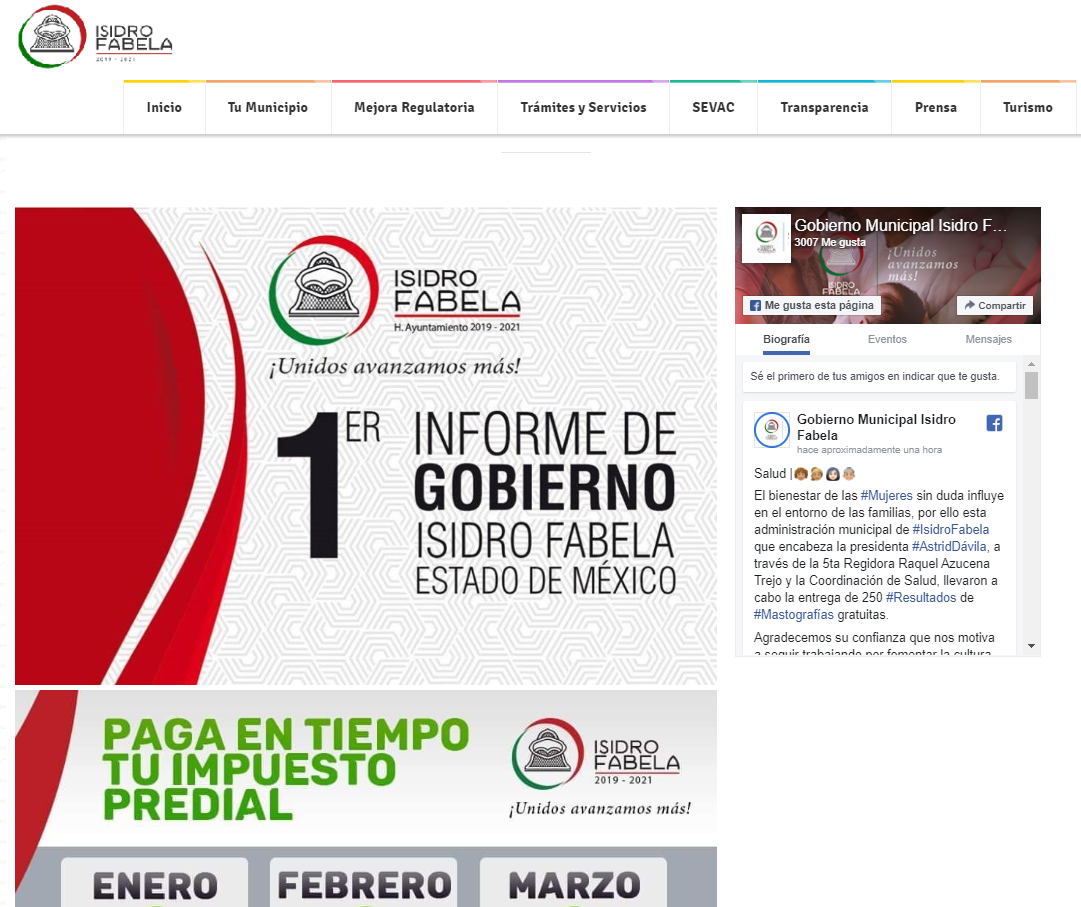 ISIDRO
FABELA
2019 - 2021
Inicio
Tu Municipio
Mejora Regulatoria
Trámites y Servicios
SEVAC
Transparencia
Prensa
Turismo
ISIDRO
FABELA
H. Ayuntamiento 2019 - 2021
¡Unidos avanzamos más!
1ER INFORME DE
GOBIERNO
ISIDRO FABELA
ESTADO DE MÉXICO
PAGA EN TIEMPO
TU IMPUESTO
PREDIAL
ISIDRO
FABELA
2019 - 2021
¡Unidos avanzamos más!
ENERO
FEBRERO
MARZO
Gobierno Municipal Isidro F...
3007 Me gusta
¡Unidos
avanzamos
más!
ISIDRO
FABELA
Me gusta esta página
Compartir
Biografía
Eventos
Mensajes
Sé el primero de tus amigos en indicar que te gusta.
Gobierno Municipal Isidro
Fabela
hace aproximadamente una hora
Salud |
El bienestar de las #Mujeres sin duda influye
en el entorno de las familias, por ello esta
administración municipal de #IsidroFabela
que encabeza la presidenta #AstridDávila, a
través de la 5ta Regidora Raquel Azucena
Trejo y la Coordinación de Salud, llevaron a
cabo la entrega de 250 #Resultados de
#Mastografías gratuitas.
Agradecemos su confianza que nos motiva
a seguir trabajando por fomentar la cultura